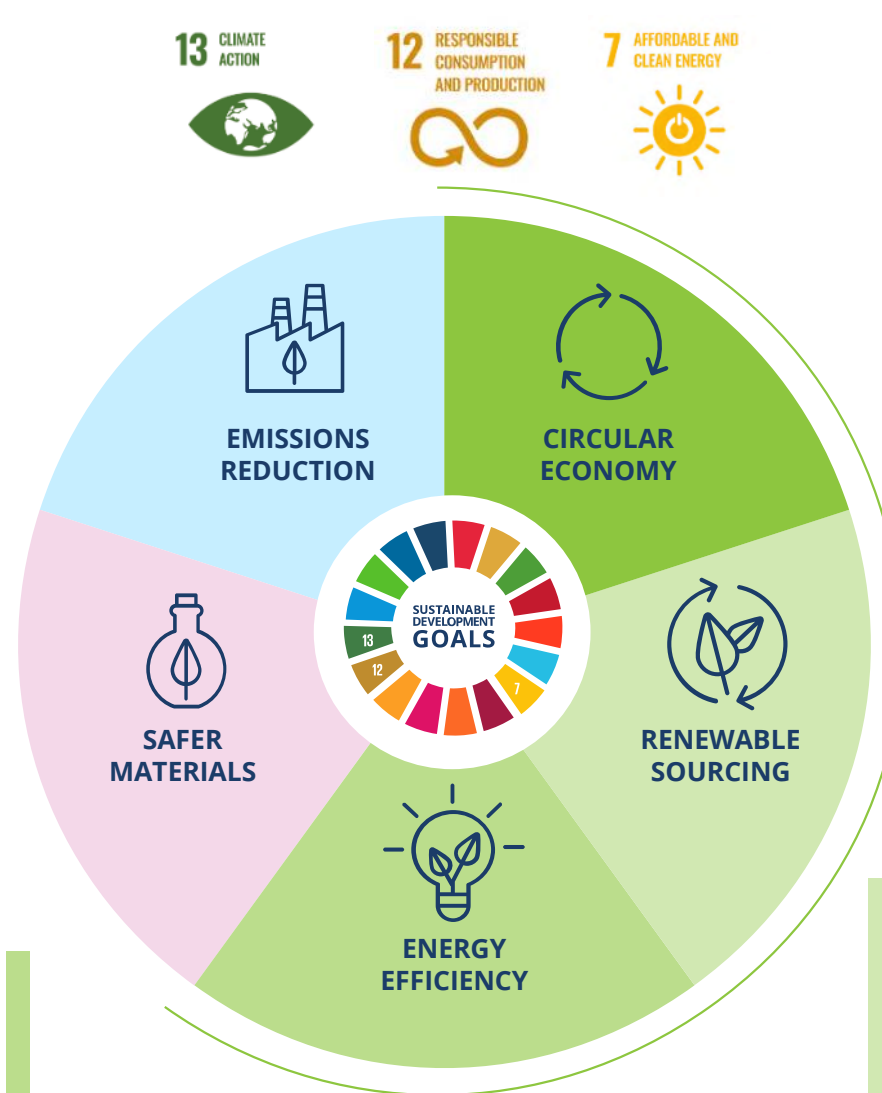 13 CLIMATE
ACTION
12 RESPONSIBLE
CONSUMPTION
AND PRODUCTION
7 AFFORDABLE AND
CLEAN ENERGY
EMISSIONS
REDUCTION
CIRCULAR
ECONOMY
SUSTAINABLE
DEVELOPMENT
GOALS
13
12
7
SAFER
MATERIALS
RENEWABLE
SOURCING
ENERGY
EFFICIENCY